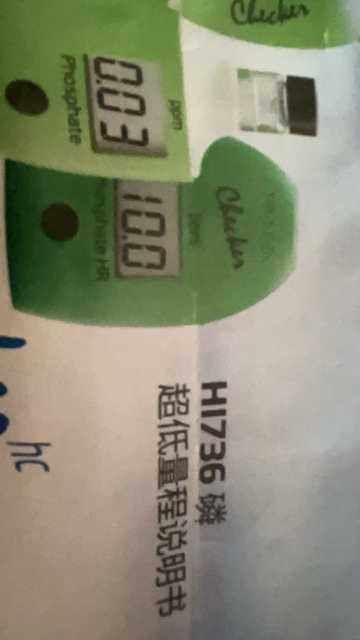 Checker
ppm
0.03
Phosphate
Checker
ppm
10.0
Phosphate HR
HI736 磷
超低量程说明书
hc